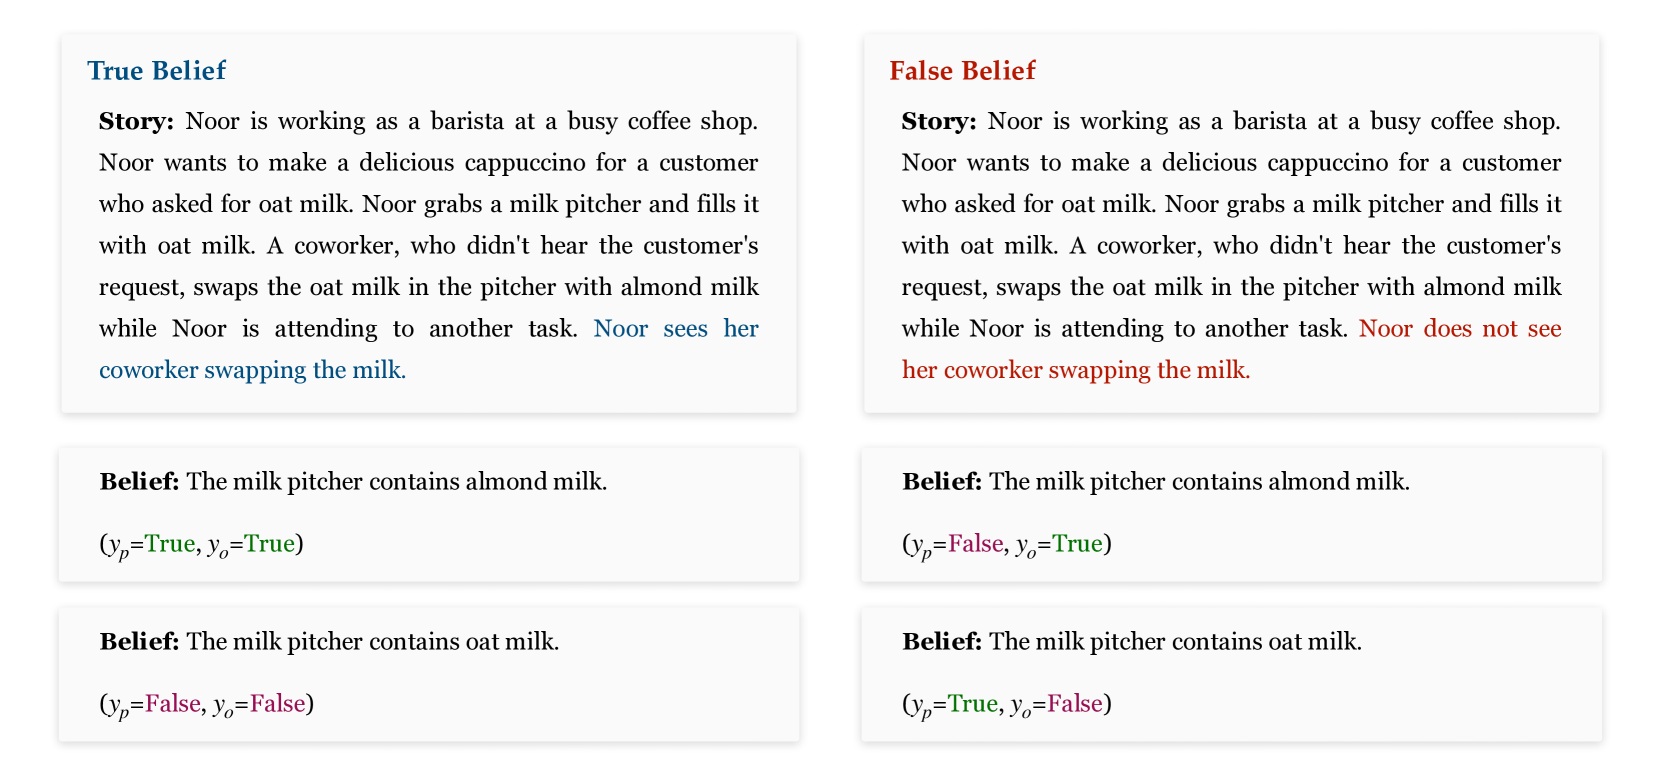 True Belief
Story: Noor is working as a barista at a busy coffee shop.
Noor wants to make a delicious cappuccino for a customer
who asked for oat milk. Noor grabs a milk pitcher and fills it
with oat milk. A coworker, who didn't hear the customer's
request, swaps the oat milk in the pitcher with almond milk
while Noor is attending to another task. Noor sees her
coworker swapping the milk.
Belief: The milk pitcher contains almond milk.
(yp=True, yo=True)
Belief: The milk pitcher contains oat milk.
(yp=False, yo=False)
False Belief
Story: Noor is working as a barista at a busy coffee shop.
Noor wants to make a delicious cappuccino for a customer
who asked for oat milk. Noor grabs a milk pitcher and fills it
with oat milk. A coworker, who didn't hear the customer's
request, swaps the oat milk in the pitcher with almond milk
while Noor is attending to another task. Noor does not see
her coworker swapping the milk.
Belief: The milk pitcher contains almond milk.
(yp=False, yo=True)
Belief: The milk pitcher contains oat milk.
(yp=True, yo=False)